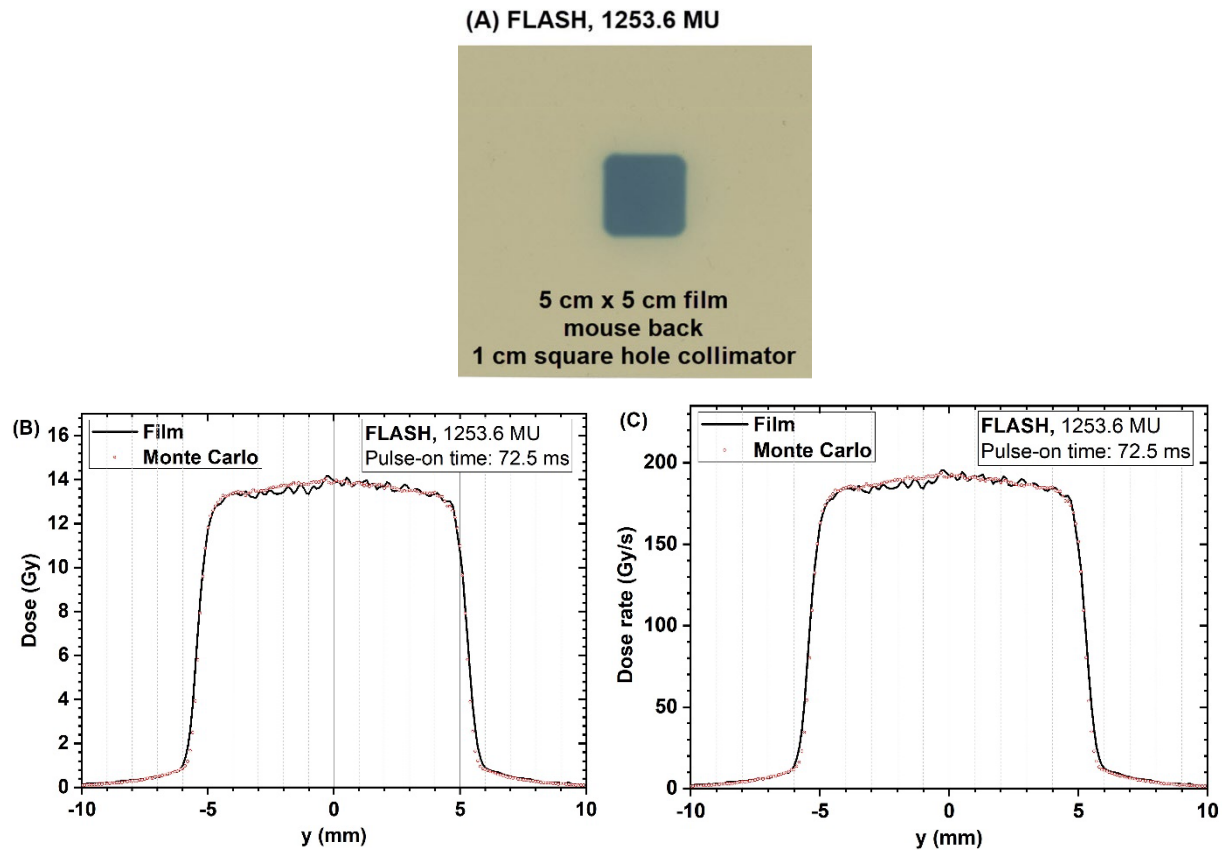 (A) FLASH, 1253.6 MU
5 cm x 5 cm film
mouse back
1 cm square hole collimator
(B)
Film
Monte Carlo
FLASH, 1253.6 MU
Pulse-on time: 72.5 ms
16
14
12
10
8
6
4
2
0
Dose (Gy)
-10
-5
0
5
10
y (mm)
(C)
Film
Monte Carlo
FLASH, 1253.6 MU
Pulse-on time: 72.5 ms
200
150
100
50
0
Dose rate (Gy/s)
-10
-5
0
5
10
y (mm)